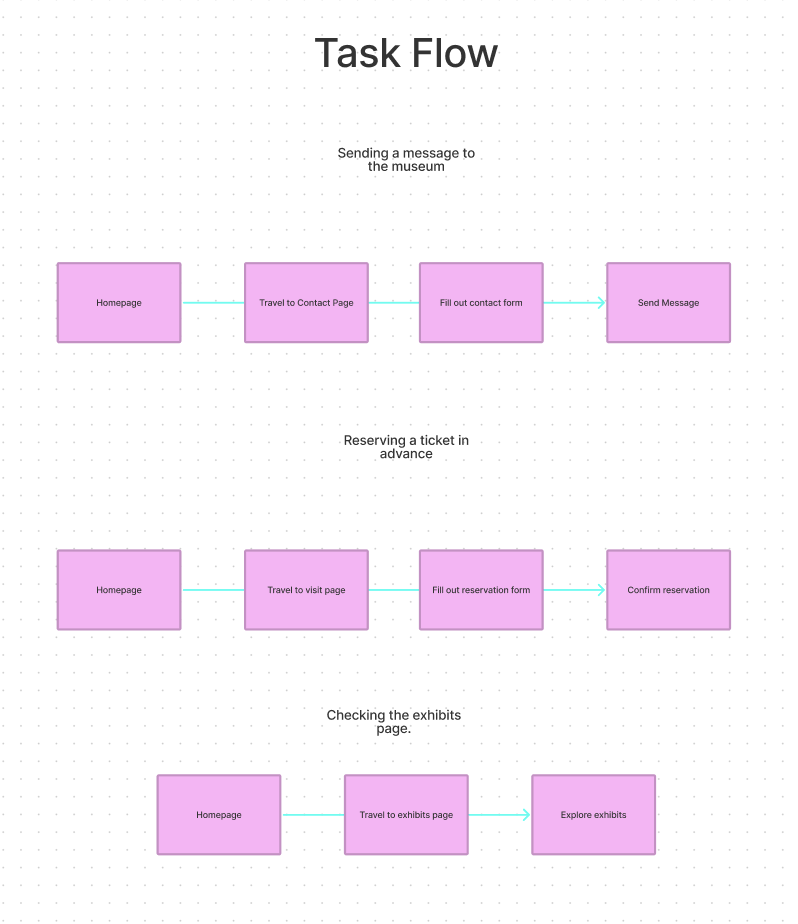 Task Flow
Sending a message to
the museum
Homepage
Travel to Contact Page
Fill out contact form
Send Message
Reserving a ticket in
advance
Homepage
Travel to visit page
Fill out reservation form
Confirm reservation
Checking the exhibits
page.
Homepage
Travel to exhibits page
Explore exhibits